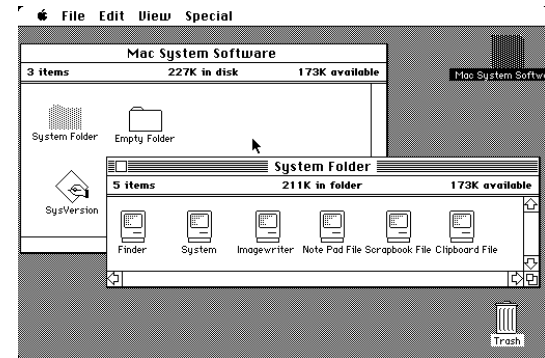 File Edit View Special
Mac System Software
3 items 227K in disk 173K available
Mac System Softw
System Folder Empty Folder
SysVersion
System Folder
5 items 211K in folder 173K available
Finder System Imagewriter Note Pad File Scrapbook File Clipboard File
Trash